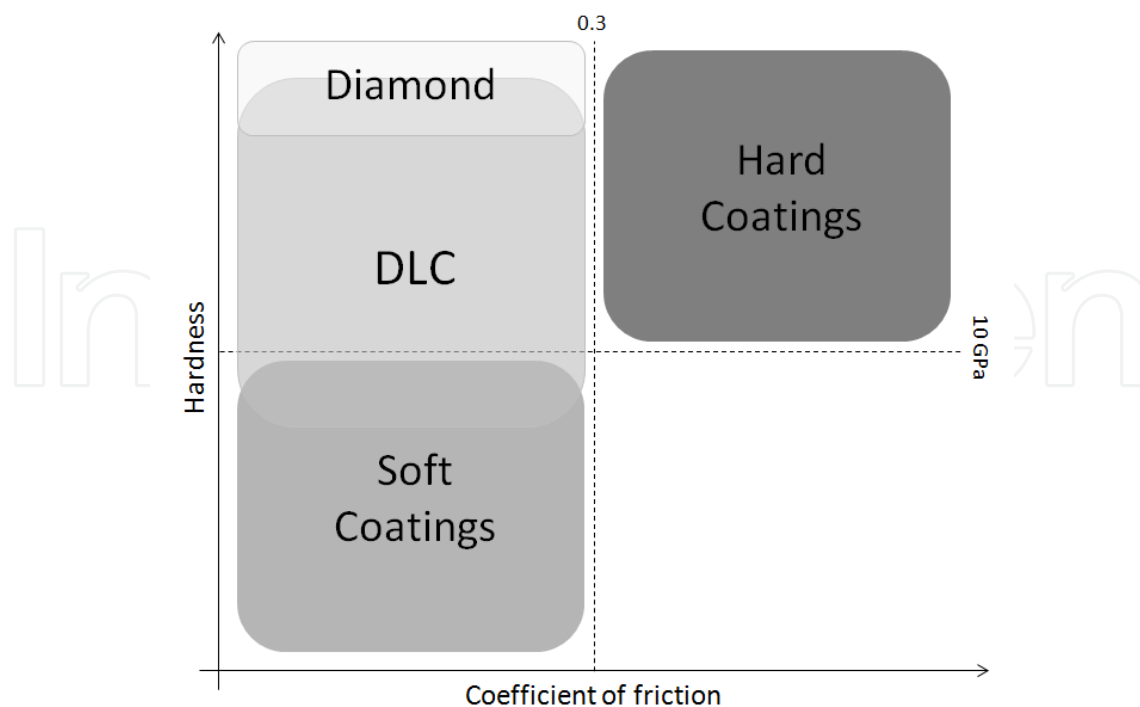 0.3
Diamond
Hard
Coatings
DLC
Hardness
10 GPa
Soft
Coatings
Coefficient of friction